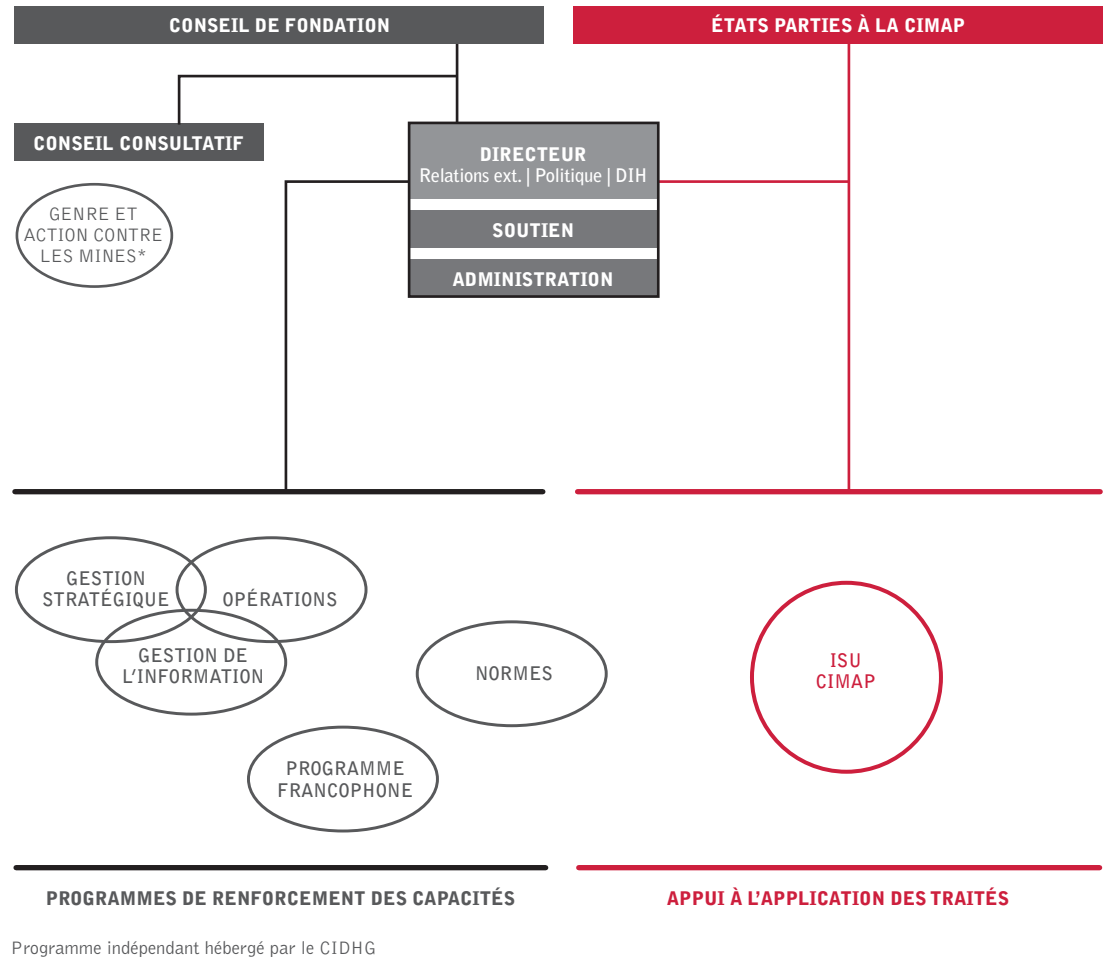 CONSEIL DE FONDATION
ÉTATS PARTIES À LA CIMAP
CONSEIL CONSULTATIF
DIRECTEUR
Relations ext. | Politique | DIH
SOUTIEN
ADMINISTRATION
GENRE ET
ACTION CONTRE
LES MINES*
GESTION
STRATÉGIQUE
OPÉRATIONS
GESTION DE
L'INFORMATION
NORMES
PROGRAMME
FRANCOPHONE
ISU
CIMAP
PROGRAMMES DE RENFORCEMENT DES CAPACITÉS
APPUI À L'APPLICATION DES TRAITÉS
Programme indépendant hébergé par le CIDHG